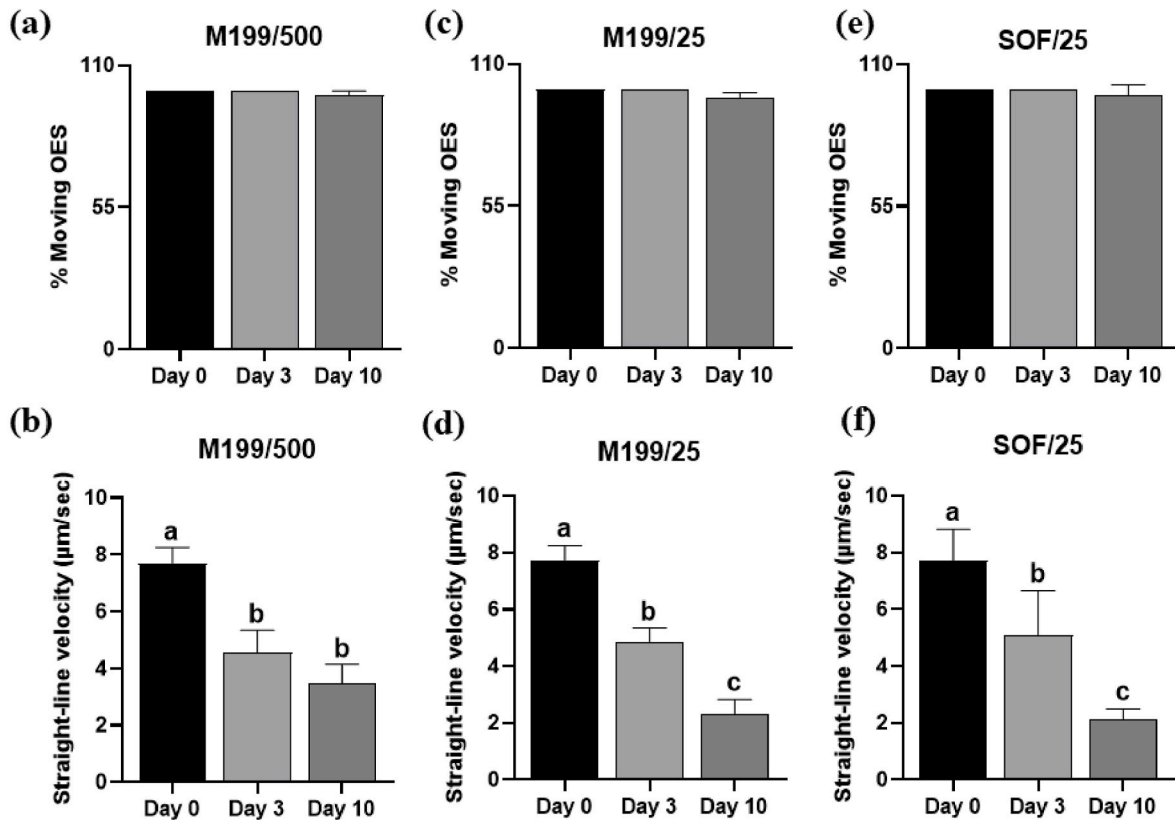 (a)
M199/500
% Moving OES
110
55
0
Day 0 Day 3 Day 10
(c)
M199/25
% Moving OES
110
55
0
Day 0 Day 3 Day 10
(e)
SOF/25
% Moving OES
110
55
0
Day 0 Day 3 Day 10
(b)
M199/500
Straight-line velocity (µm/sec)
10
8
6
4
2
0
a
b
b
Day 0 Day 3 Day 10
(d)
M199/25
Straight-line velocity (µm/sec)
10
8
6
4
2
0
a
b
c
Day 0 Day 3 Day 10
(f)
SOF/25
Straight-line velocity (µm/sec)
10
8
6
4
2
0
a
b
c
Day 0 Day 3 Day 10